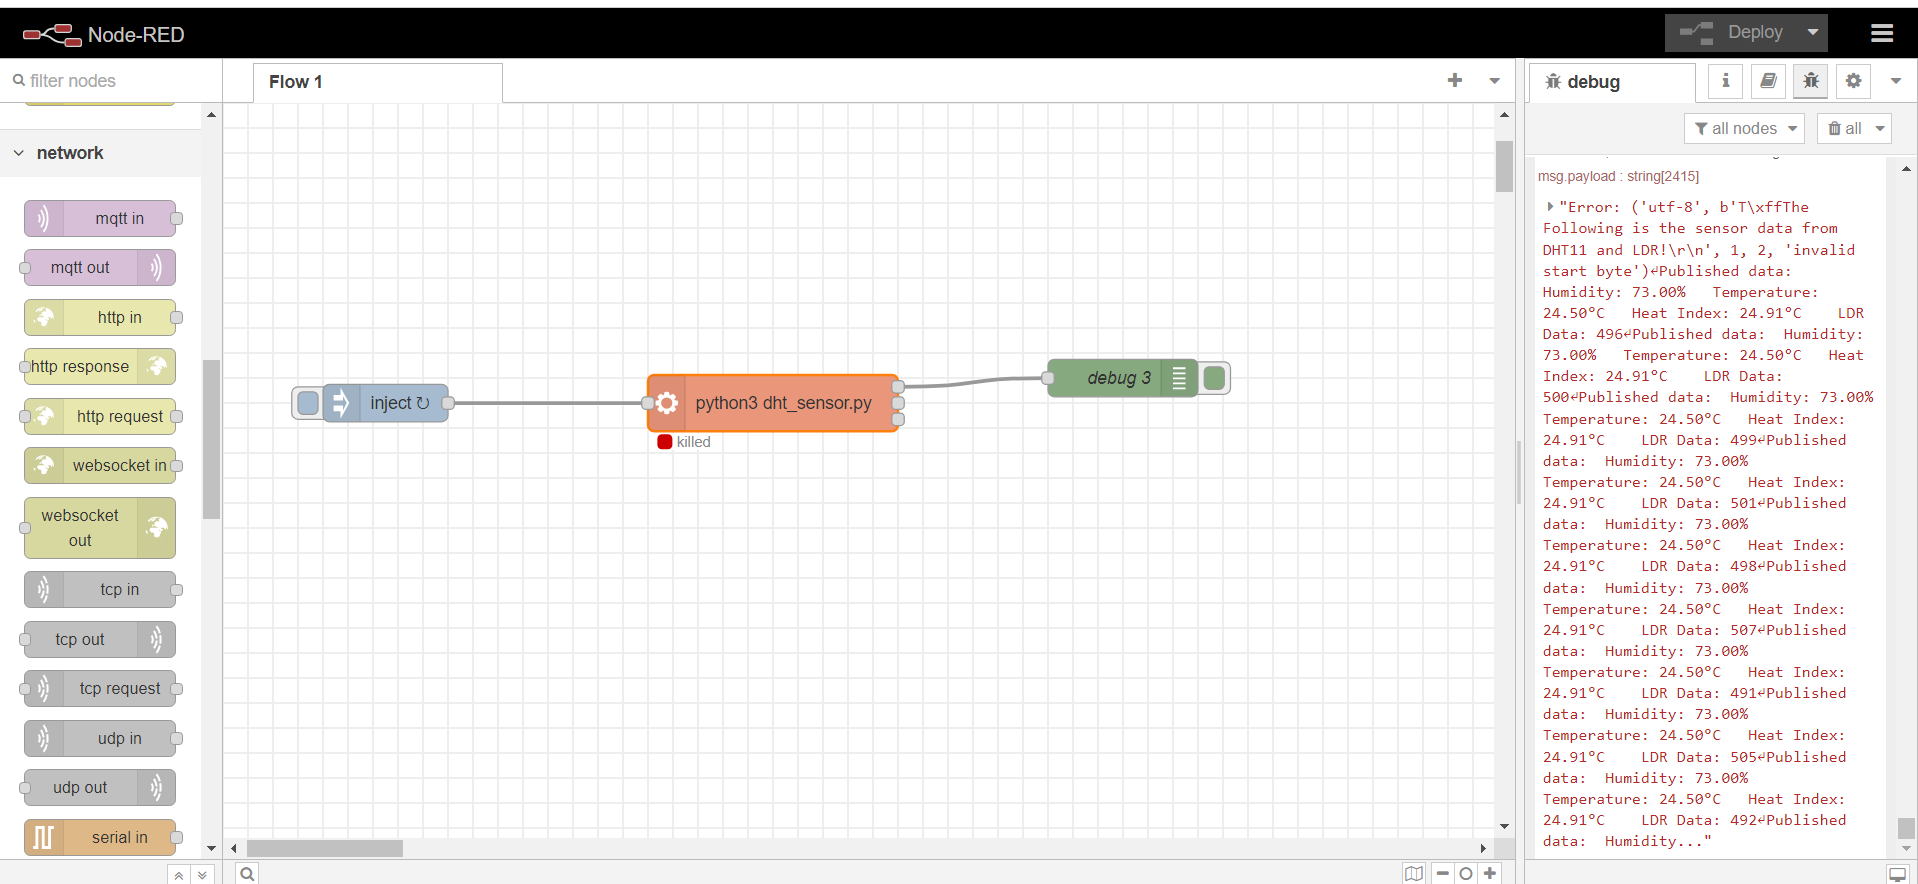 Node-RED
Deploy
filter nodes
Flow 1
debug
i
all nodes
all
network
mqtt in
mqtt out
http in
http response
http request
websocket in
websocket
out
tcp in
tcp out
tcp request
udp in
udp out
serial in
inject ↻
python3 dht_sensor.py
killed
debug 3
msg.payload : string[2415]
"Error: ('utf-8', b'T\xffThe
Following is the sensor data from
DHT11 and LDR!\r\n', 1, 2, 'invalid
start byte')↵Published data:
Humidity: 73.00%   Temperature:
24.50°C   Heat Index: 24.91°C    LDR
Data: 496↵Published data:  Humidity:
73.00%   Temperature: 24.50°C   Heat
Index: 24.91°C    LDR Data:
500↵Published data:  Humidity: 73.00%
Temperature: 24.50°C   Heat Index:
24.91°C    LDR Data: 499↵Published
data:  Humidity: 73.00%
Temperature: 24.50°C   Heat Index:
24.91°C    LDR Data: 501↵Published
data:  Humidity: 73.00%
Temperature: 24.50°C   Heat Index:
24.91°C    LDR Data: 498↵Published
data:  Humidity: 73.00%
Temperature: 24.50°C   Heat Index:
24.91°C    LDR Data: 507↵Published
data:  Humidity: 73.00%
Temperature: 24.50°C   Heat Index:
24.91°C    LDR Data: 491↵Published
data:  Humidity: 73.00%
Temperature: 24.50°C   Heat Index:
24.91°C    LDR Data: 505↵Published
data:  Humidity: 73.00%
Temperature: 24.50°C   Heat Index:
24.91°C    LDR Data: 492↵Published
data:  Humidity..."